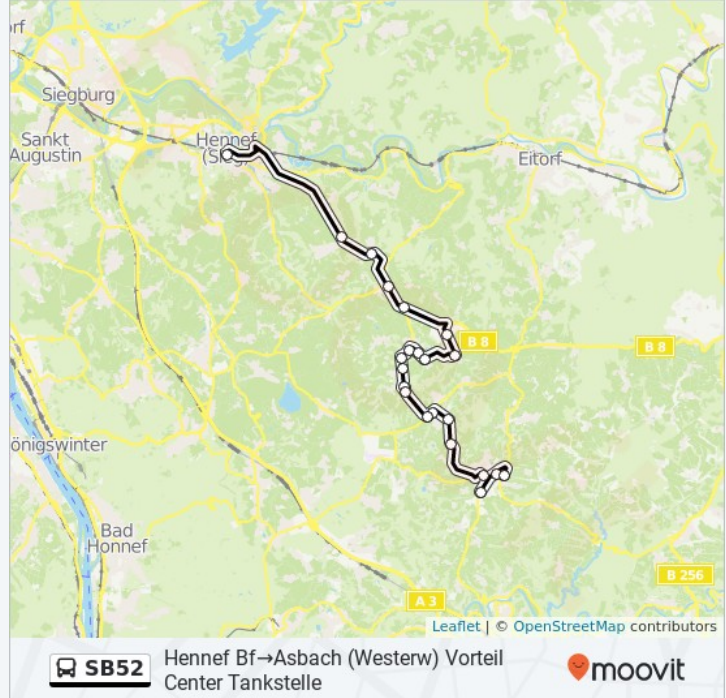 orf
Siegburg
Sankt
Augustin
Hennef
(Sieg)
Eitorf
B 8
B 8
önigswinter
Bad
Honnef
B 256
A 3
Leaflet | © OpenStreetMap contributors
SB52
Hennef Bf→Asbach (Westerw) Vorteil
Center Tankstelle
moovit